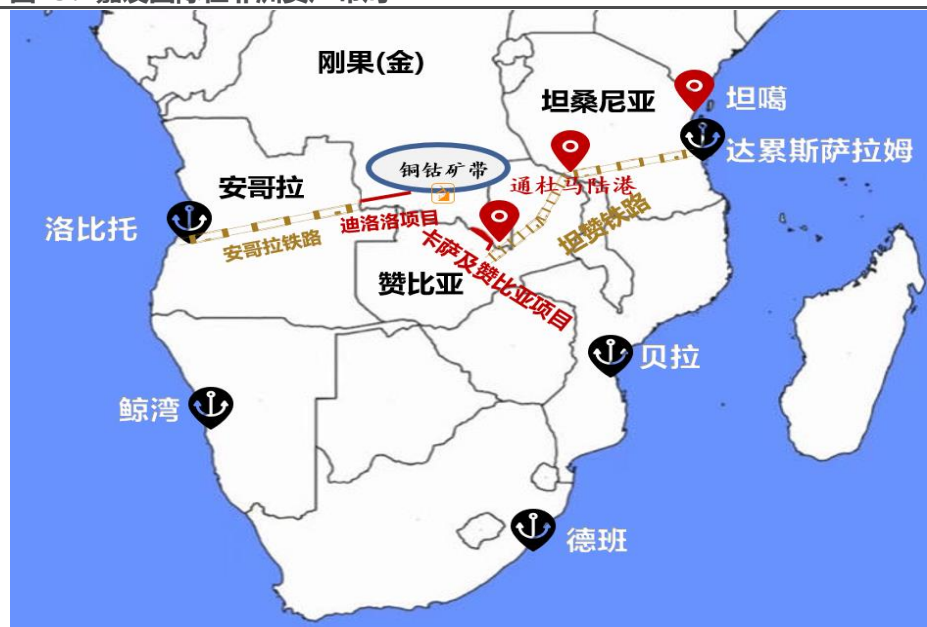 刚果(金)
坦桑尼亚
坦噶
达累斯萨拉姆
铜钴矿带
通杜马陆港
安哥拉
洛比托
安哥拉铁路
迪洛洛项目
坦赞铁路
卡萨及赞比亚项目
赞比亚
贝拉
鲸湾
德班